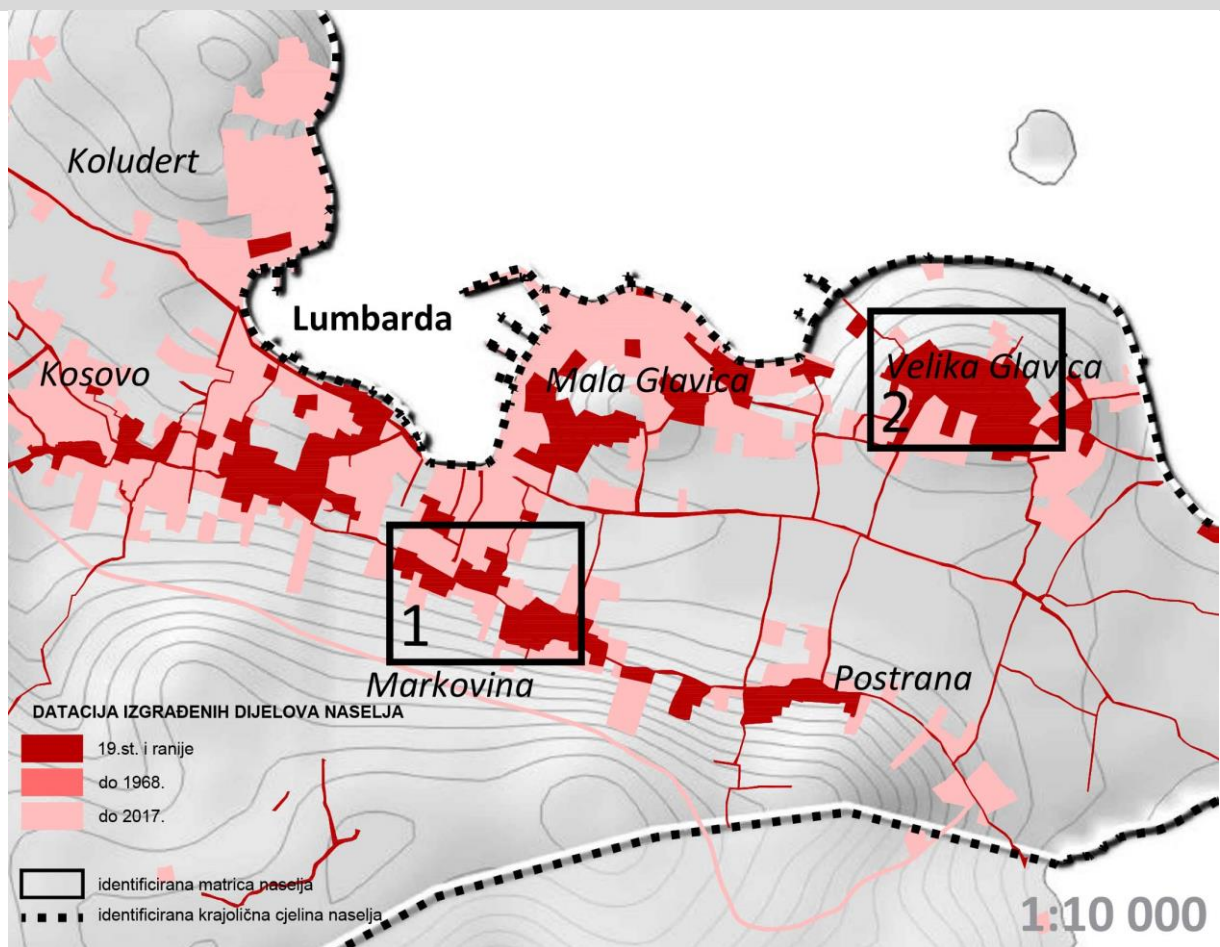 Koludert
Lumbarda
Kosovo
Mala Glavica
Velika Glavica
2
1
Markovina
Postrana
DATACIJA IZGRAĐENIH DIJELOVA NASELJA
19.st. i ranije
do 1968.
do 2017.
identificirana matrica naselja
identificirana krajolična cjelina naselja
1:10 000